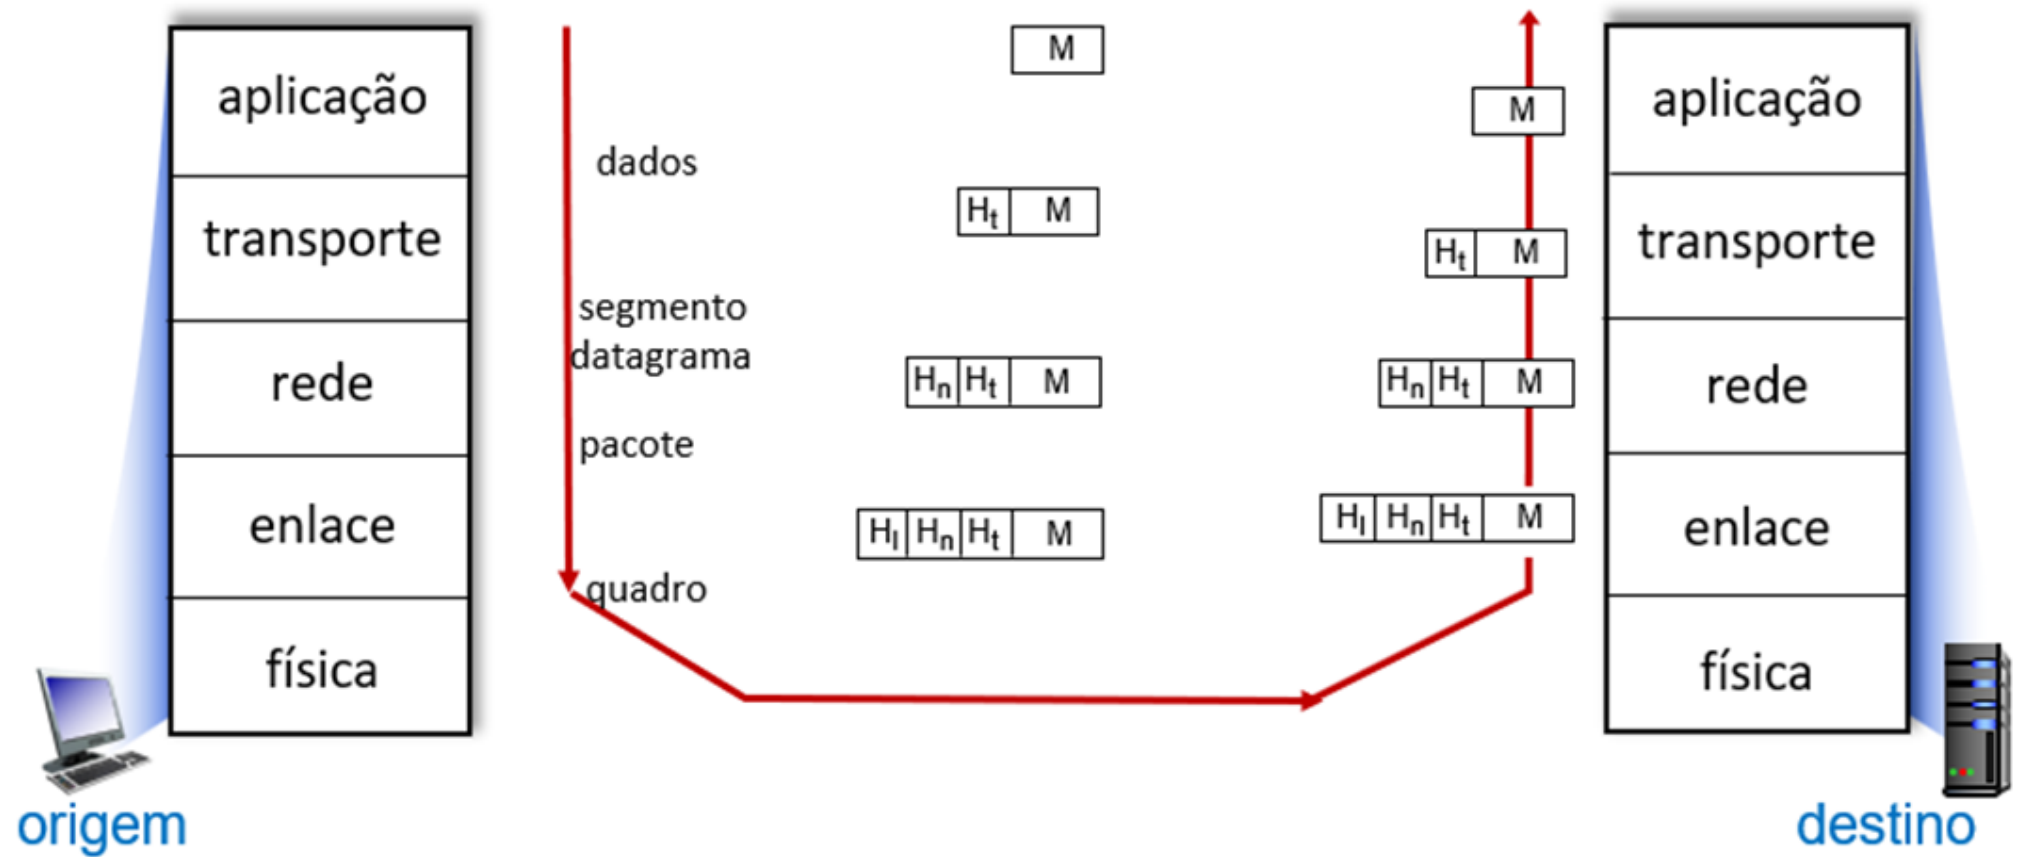 aplicação
transporte
rede
enlace
física
origem
dados
segmento
datagrama
pacote
quadro
M
Ht M
Hn Ht M
Hl Hn Ht M
M
Ht M
Hn Ht M
Hl Hn Ht M
aplicação
transporte
rede
enlace
física
destino